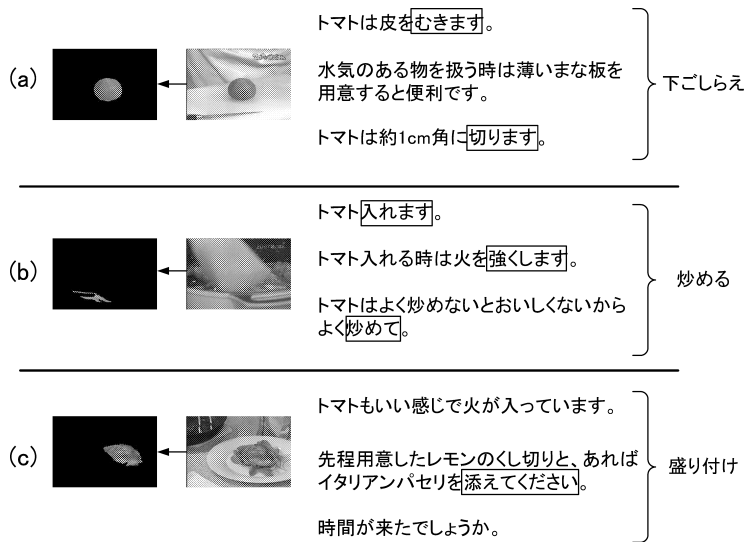 (a)
トマトは皮をむきます。
水気のある物を扱う時は薄いまな板を
用意すると便利です。
トマトは約1cm角に切ります。
下ごしらえ
(b)
トマト入れます。
トマト入れる時は火を強くします。
トマトはよく炒めないとおいしくないから
よく炒めて。
炒める
(c)
トマトもいい感じで火が入っています。
先程用意したレモンのくし切りと、あれば
イタリアンパセリを添えてください。
時間が来たでしょうか。
盛り付け